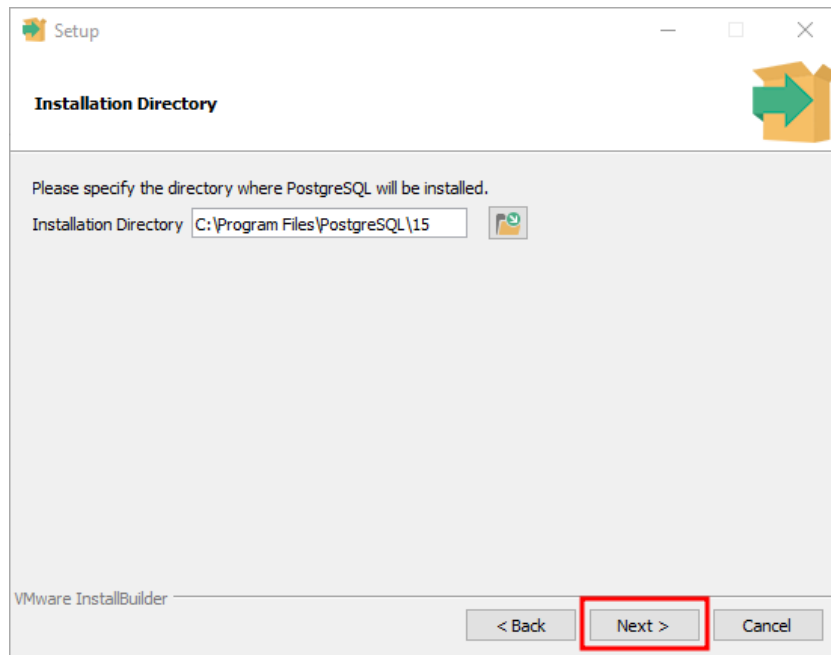 Setup
Installation Directory
Please specify the directory where PostgreSQL will be installed.
Installation Directory C:\Program Files\PostgreSQL\15
VMware InstallBuilder
< Back Next > Cancel